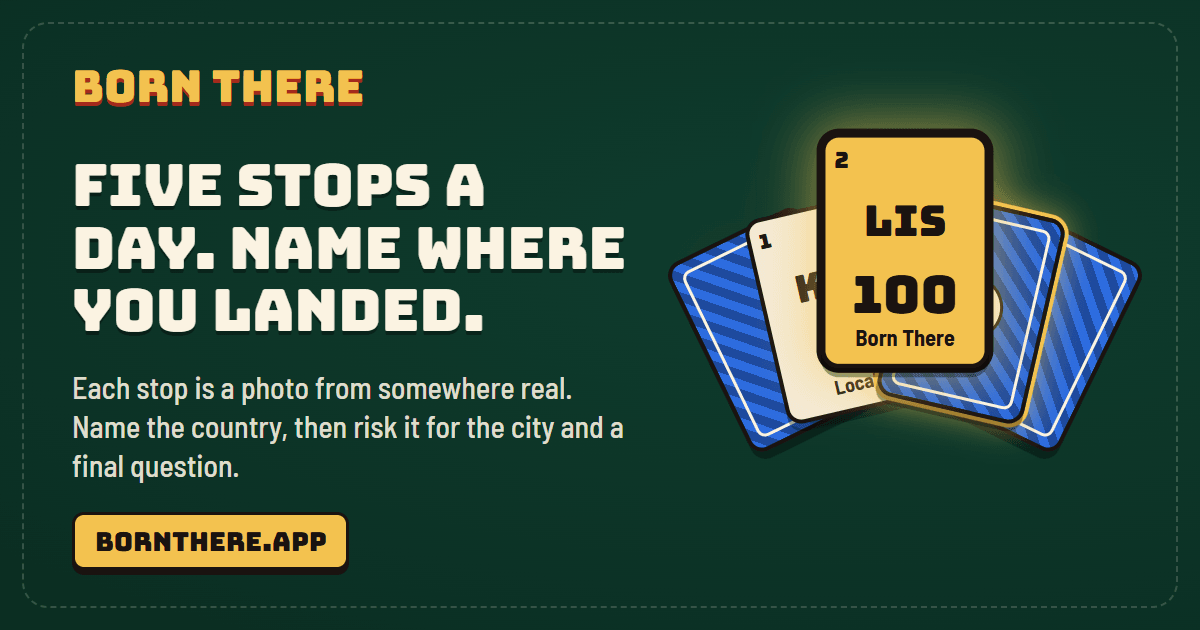 BORN THERE
FIVE STOPS A
DAY. NAME WHERE
YOU LANDED.
Each stop is a photo from somewhere real.
Name the country, then risk it for the city and a
final question.
BORNTHERE.APP
2
LIS
100
Born There
1